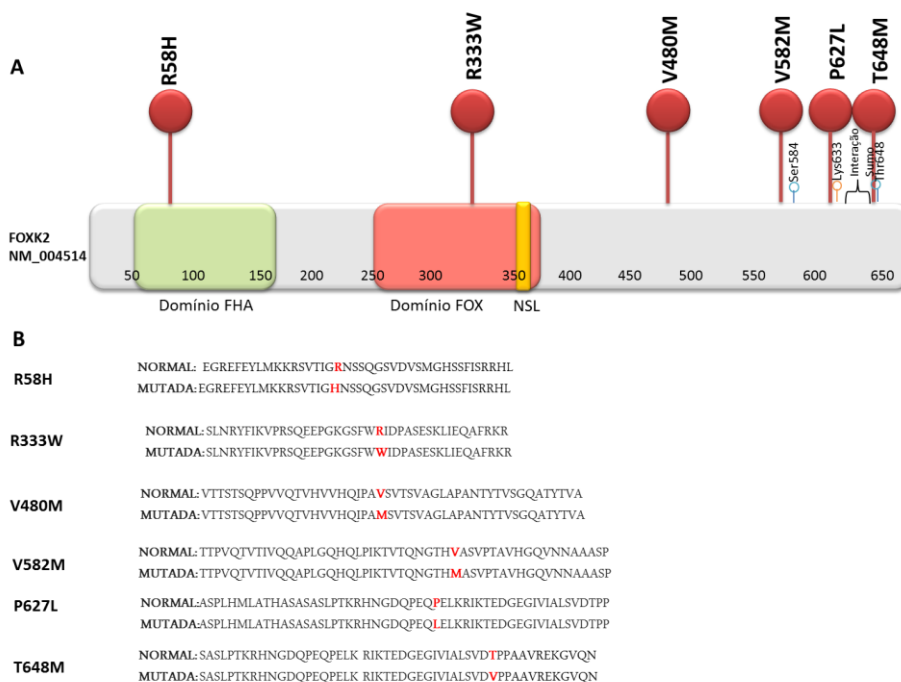 A
R58H
R333W
V480M
V582M
P627L
T648M
Ser584
Lys633
Interação
Sumo
Thr648
FOXK2
NM_004514
50 100 150 200 250 300 350 400 450 500 550 600 650
Domínio FHA
Domínio FOX
NSL
B
R58H
NORMAL: EGREFEYLMKKRSVTIGRNSSQGSVDVSMGHSSFISRRHL
MUTADA:EGREFEYLMKKRSVTIGHNSSQGSVDVSMGHSSFISRRHL
R333W
NORMAL:SLNRYFIKVPRSQEEPGKGSFWRIDPASESKLIEQAFRKR
MUTADA:SLNRYFIKVPRSQEEPGKGSFWWIDPASESKLIEQAFRKR
V480M
NORMAL:VTTSTSQPPVVQTVHVVHQIPAVSVTSVAGLAPANTYTVSGQATYTVA
MUTADA:VTTSTSQPPVVQTVHVVHQIPAMSVTSVAGLAPANTYTVSGQATYTVA
V582M
NORMAL:TTPVQTVTIVQQAPLGQHQLPIKTVTQNGTHVASVPTAVHGQVNNAAASP
MUTADA:TTPVQTVTIVQQAPLGQHQLPIKTVTQNGTHMASVPTAVHGQVNNAAASP
P627L
NORMAL:ASPLHMLATHASASASLPTKRHNGDQPEQPELKRIKTEDGEGIVIALSVDTPP
MUTADA:ASPLHMLATHASASASLPTKRHNGDQPEQLELKRIKTEDGEGIVIALSVDTPP
T648M
NORMAL:SASLPTKRHNGDQPEQPELK RIKTEDGEGIVIALSVDTPPAAVREKGVQN
MUTADA:SASLPTKRHNGDQPEQPELK RIKTEDGEGIVIALSVDVPPAAVREKGVQN